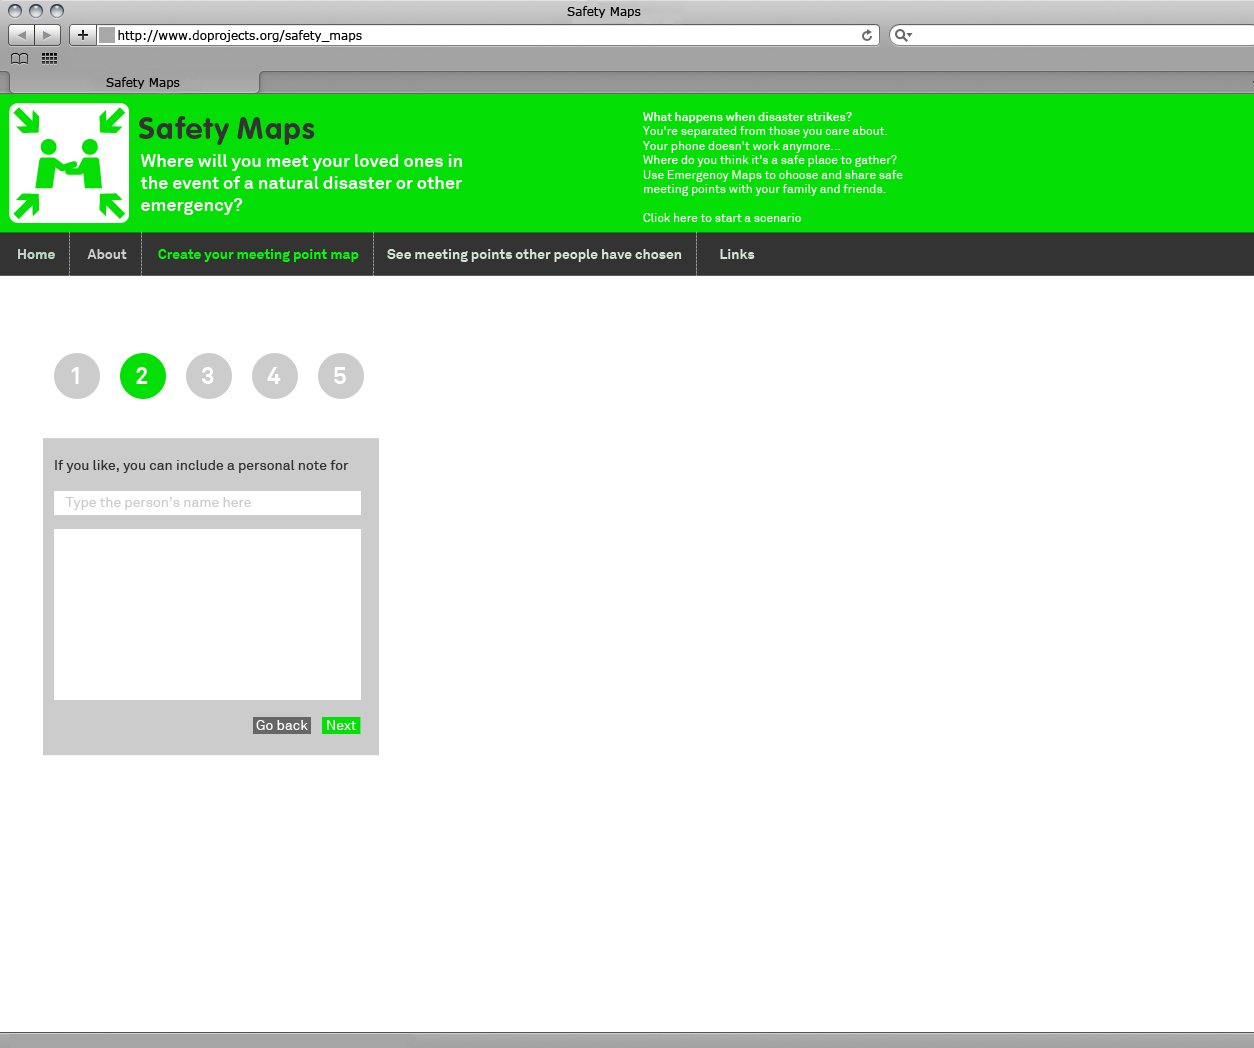 Safety Maps
http://www.doprojects.org/safety_maps
Safety Maps
Safety Maps
Where will you meet your loved ones in
the event of a natural disaster or other
emergency?
What happens when disaster strikes?
You're separated from those you care about.
Your phone doesn't work anymore...
Where do you think it's a safe place to gather?
Use Emergency Maps to choose and share safe
meeting points with your family and friends.
Click here to start a scenario
Home
About
Create your meeting point map
See meeting points other people have chosen
Links
1
2
3
4
5
If you like, you can include a personal note for
Type the person's name here
Go back
Next